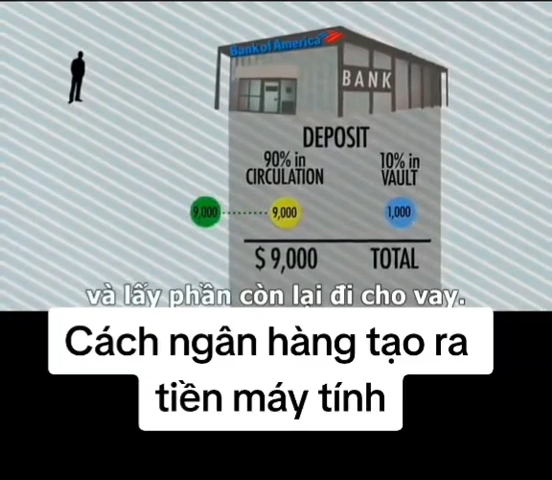 Bank of America
BANK
DEPOSIT
90% in
CIRCULATION
10% in
VAULT
9,000
9,000
1,000
$ 9,000
TOTAL
và lấy phần còn lại đi cho vay.
Cách ngân hàng tạo ra
tiền máy tính